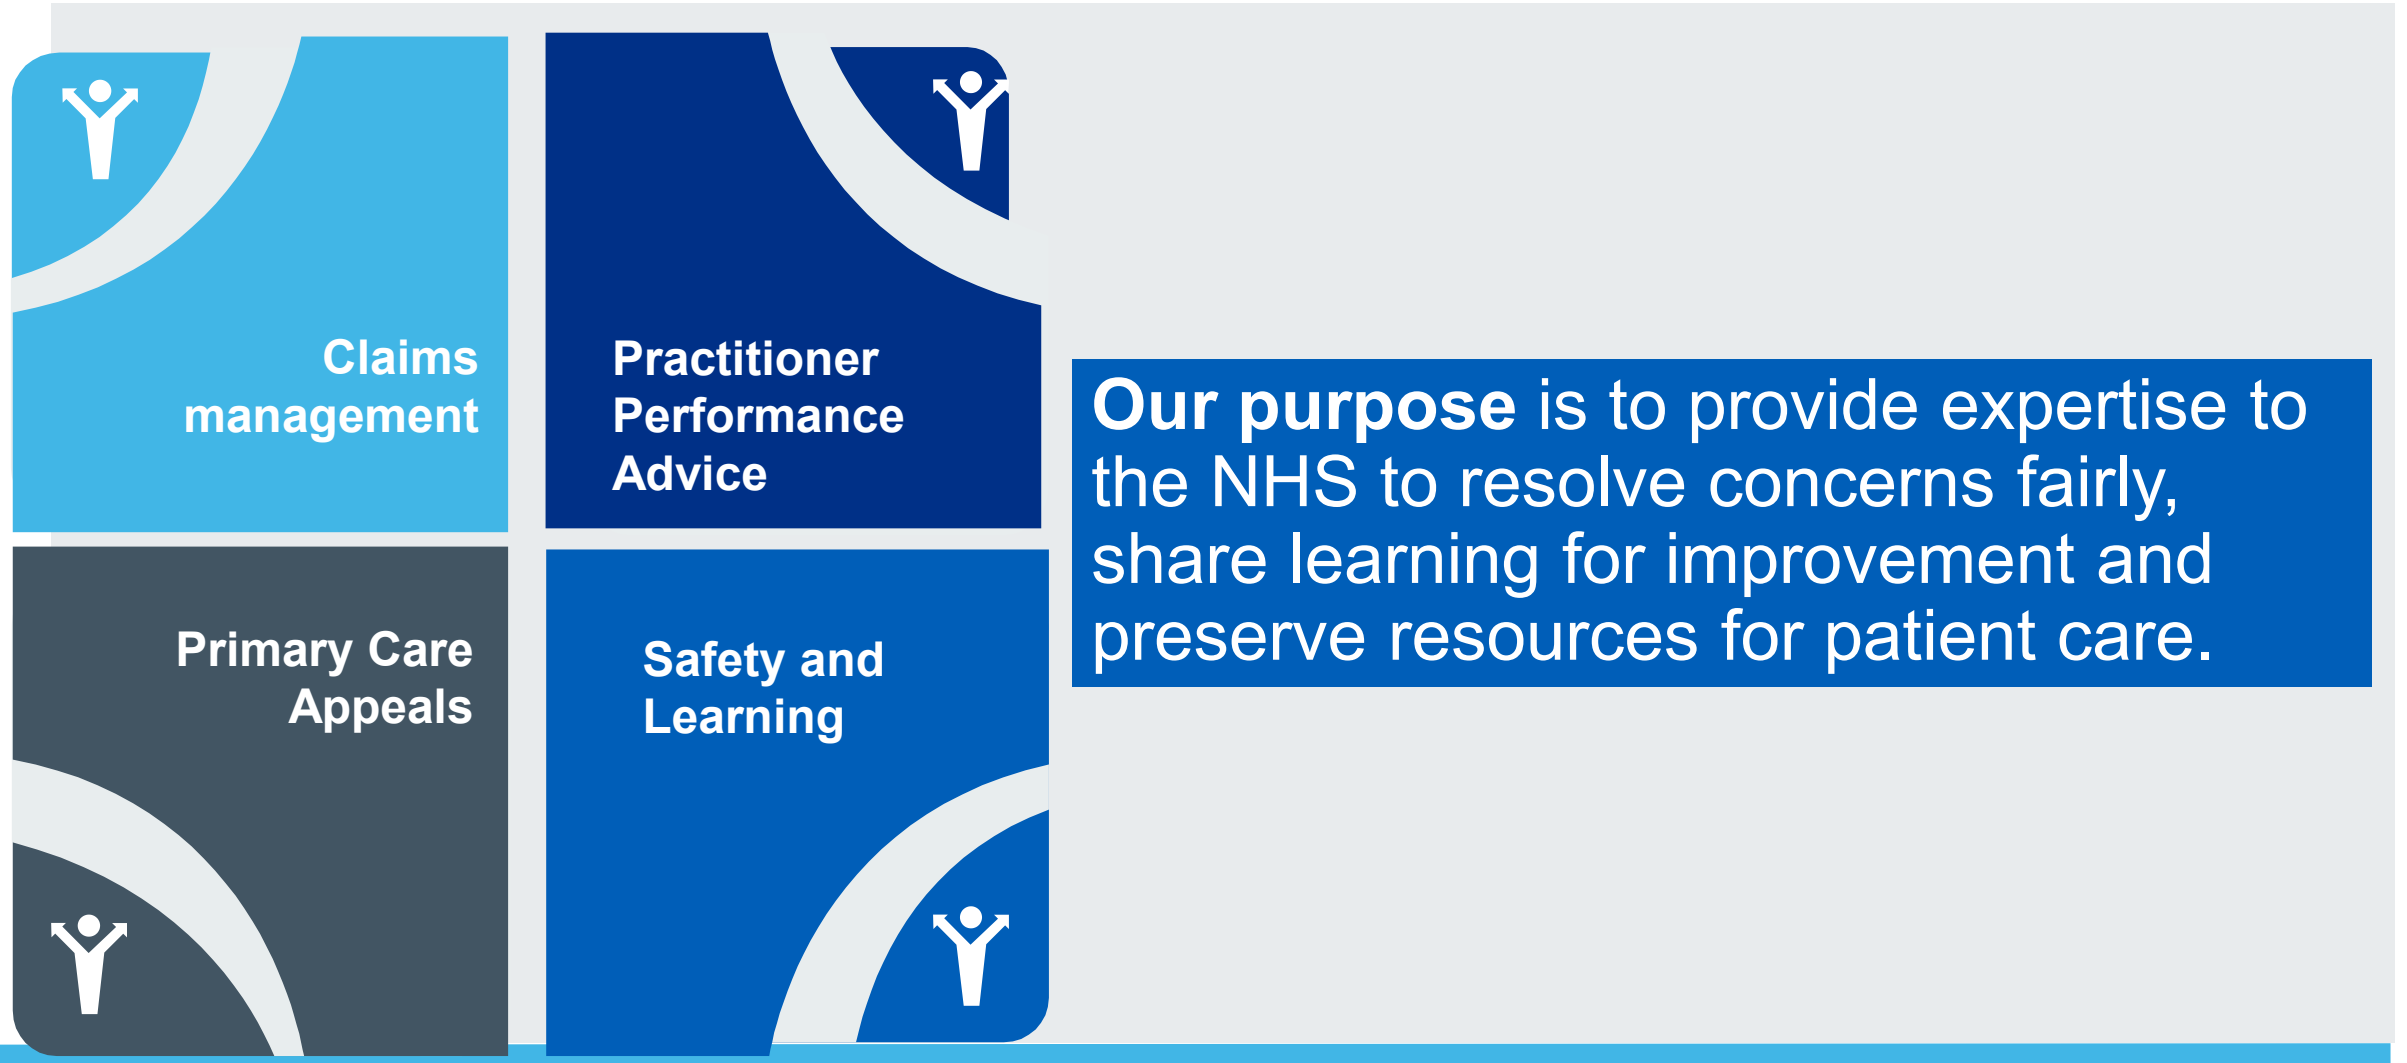 Claims
management
Practitioner
Performance
Advice
Primary Care
Appeals
Safety and
Learning
Our purpose is to provide expertise to
the NHS to resolve concerns fairly,
share learning for improvement and
preserve resources for patient care.